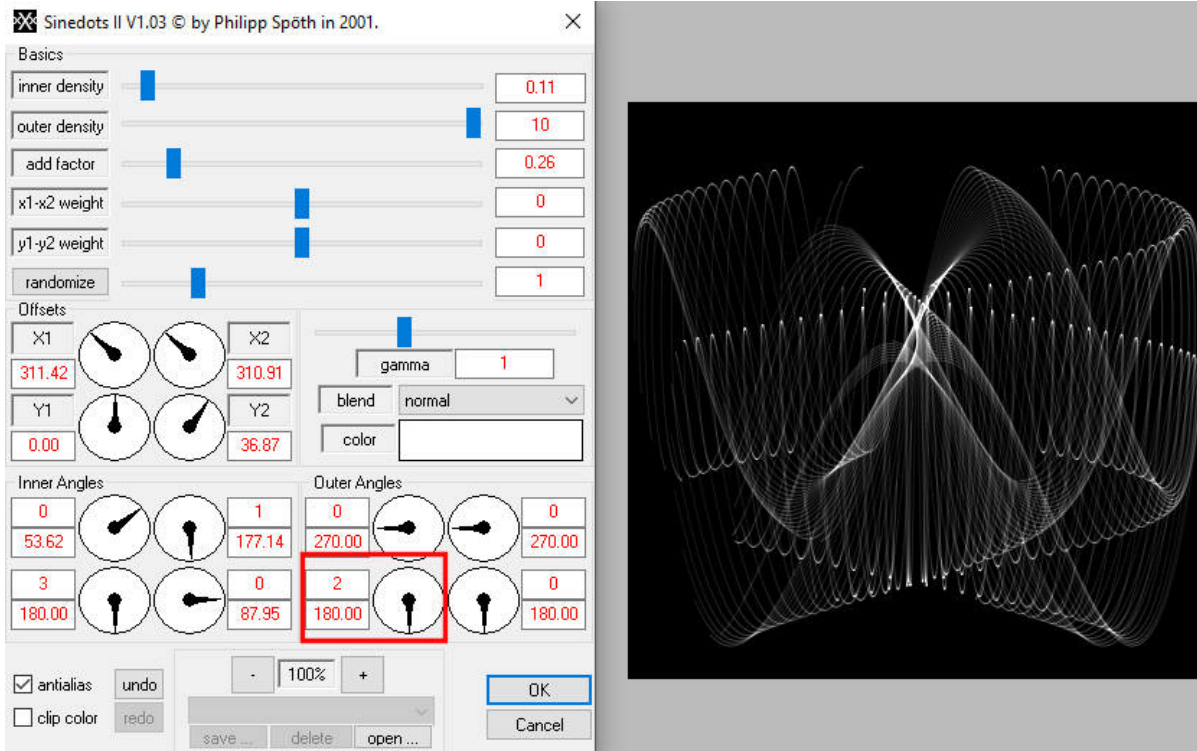 Sinedots II V1.03 © by Philipp Spöth in 2001.
Basics
inner density 0.11
outer density 10
add factor 0.26
x1-x2 weight 0
y1-y2 weight 0
randomize 1
Offsets
X1 X2
311.42 310.91
Y1 Y2
0.00 36.87
gamma 1
blend normal
color
Inner Angles
0 1
53.62 177.14
3 0
180.00 87.95
Outer Angles
0 0
270.00 270.00
2 0
180.00 180.00
antialias undo
clip color redo
- 100% +
save ... delete open ...
OK
Cancel